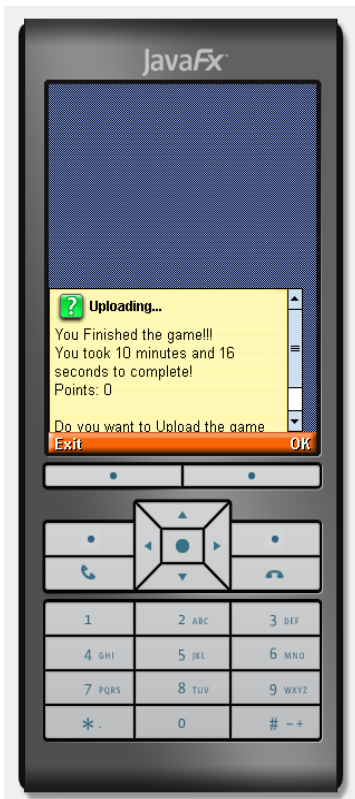 JavaFx
Uploading...
You Finished the game!!!
You took 10 minutes and 16
seconds to complete!
Points: 0
Do you want to Upload the game
Exit OK
1 2 ABC 3 DEF
4 GHI 5 JKL 6 MNO
7 PQRS 8 TUV 9 WXYZ
* . 0 # - +